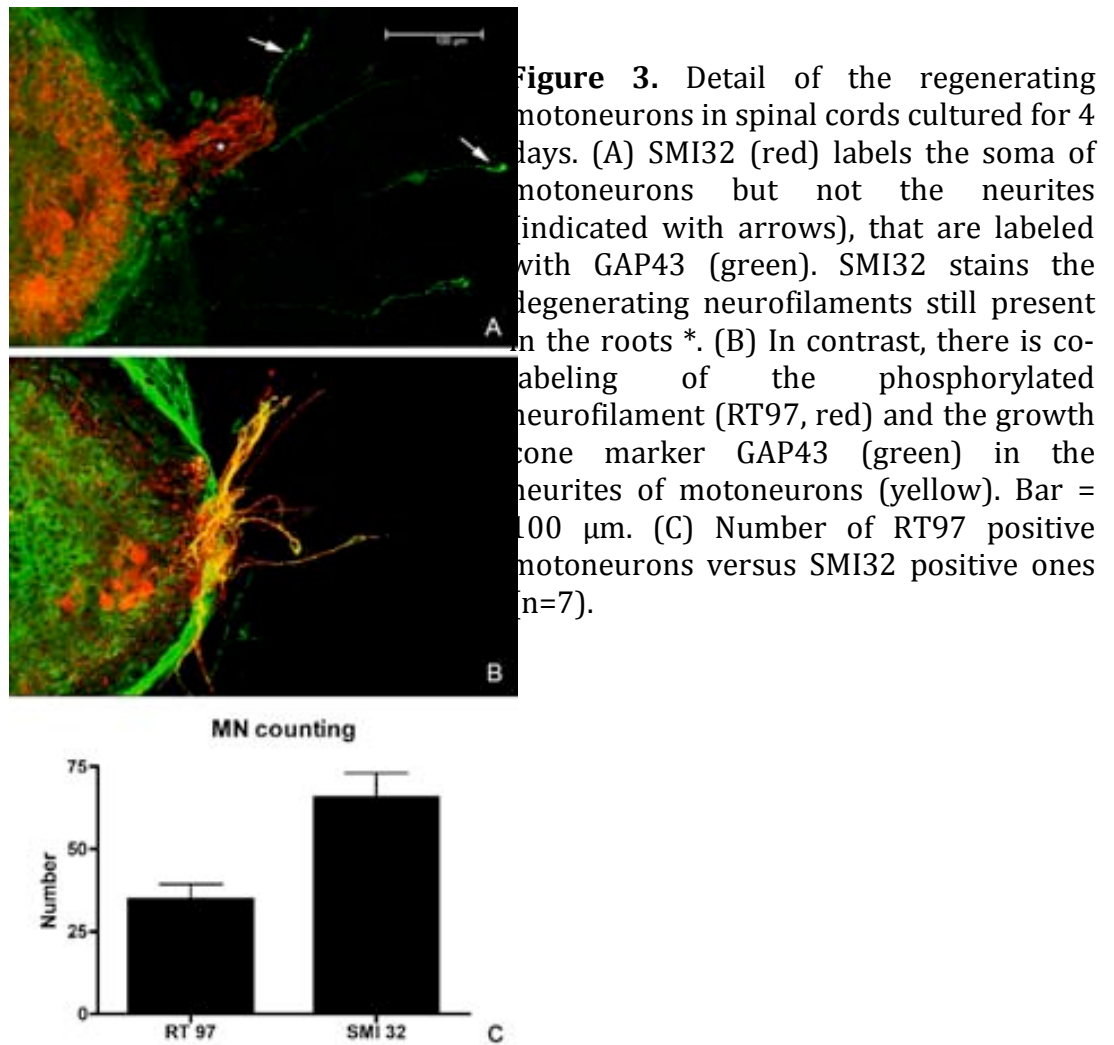 100 µm
A
B
Figure 3. Detail of the regenerating
motoneurons in spinal cords cultured for 4
days. (A) SMI32 (red) labels the soma of
motoneurons but not the neurites
(indicated with arrows), that are labeled
with GAP43 (green). SMI32 stains the
degenerating neurofilaments still present
in the roots *. (B) In contrast, there is co-
labeling of the phosphorylated
neurofilament (RT97, red) and the growth
cone marker GAP43 (green) in the
neurites of motoneurons (yellow). Bar =
100 μm. (C) Number of RT97 positive
motoneurons versus SMI32 positive ones
(n=7).
MN counting
75
50
25
0
Number
RT 97 SMI 32
C